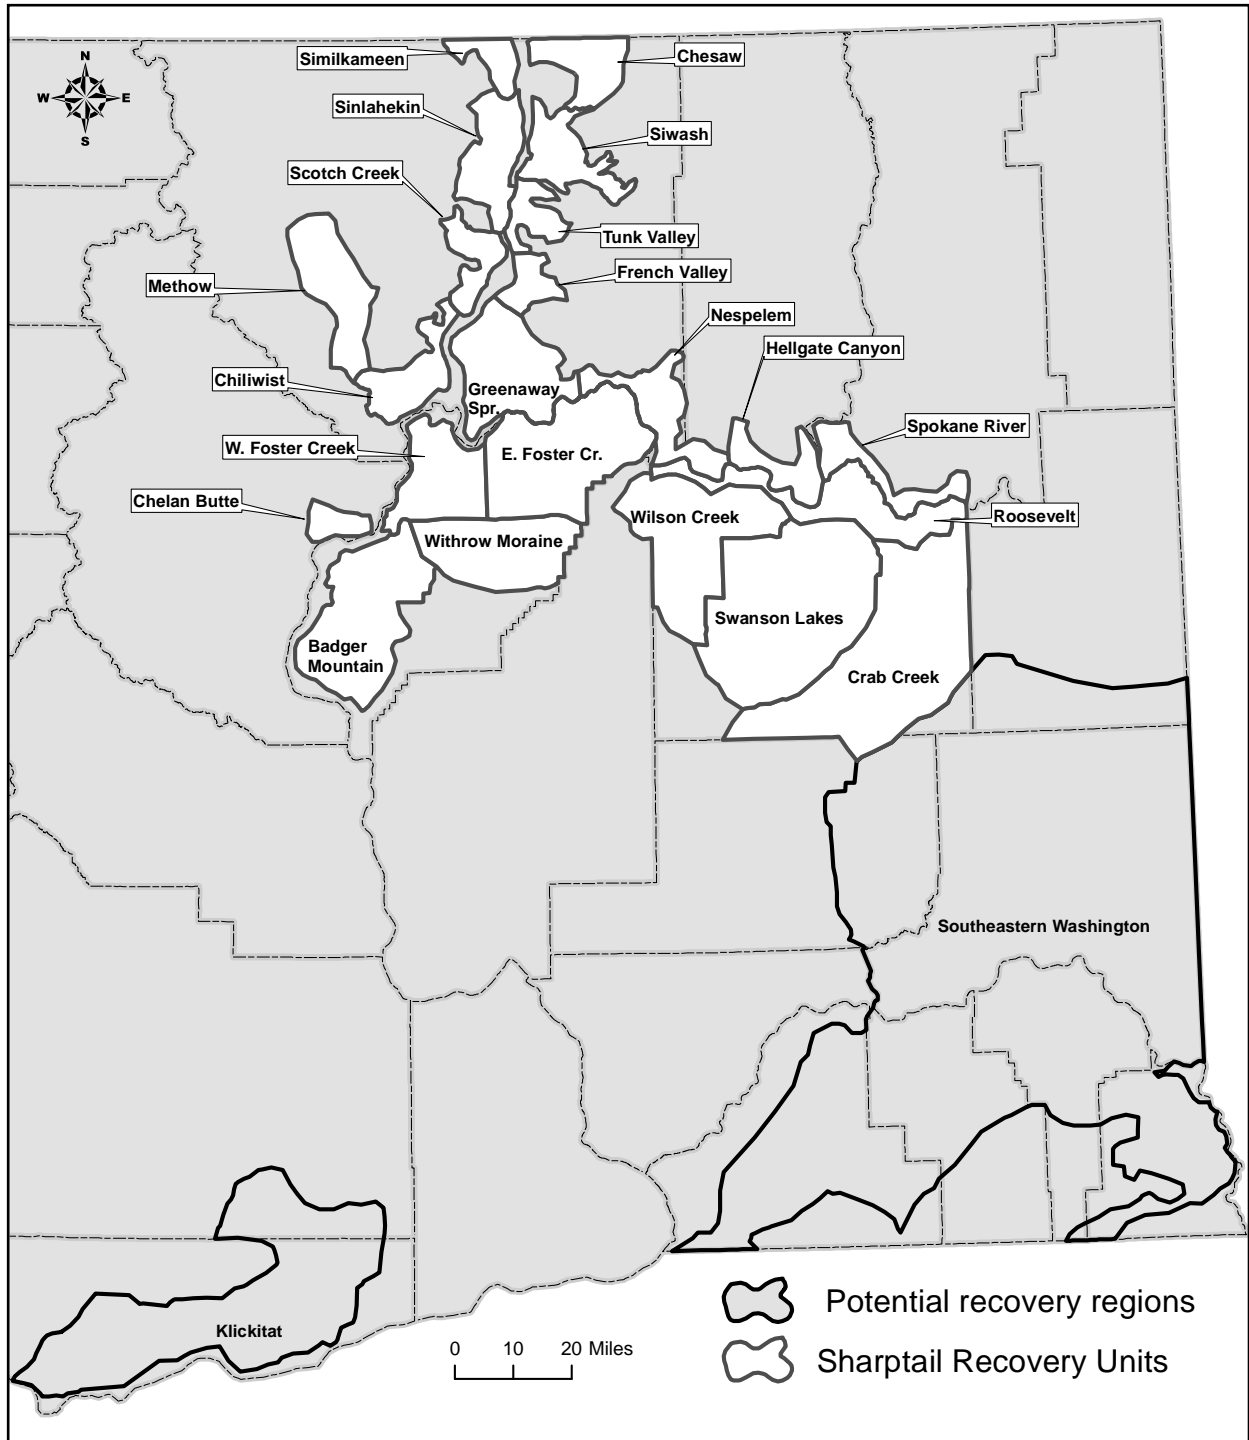 N
W E
S
Similkameen
Chesaw
Sinlahekin
Siwash
Scotch Creek
Tunk Valley
French Valley
Methow
Nespelem
Hellgate Canyon
Chiliwist
Greenaway
Spr.
Spokane River
W. Foster Creek
E. Foster Cr.
Chelan Butte
Wilson Creek
Roosevelt
Withrow Moraine
Swanson Lakes
Badger
Mountain
Crab Creek
Southeastern Washington
Klickitat
Potential recovery regions
0 10 20 Miles
Sharptail Recovery Units